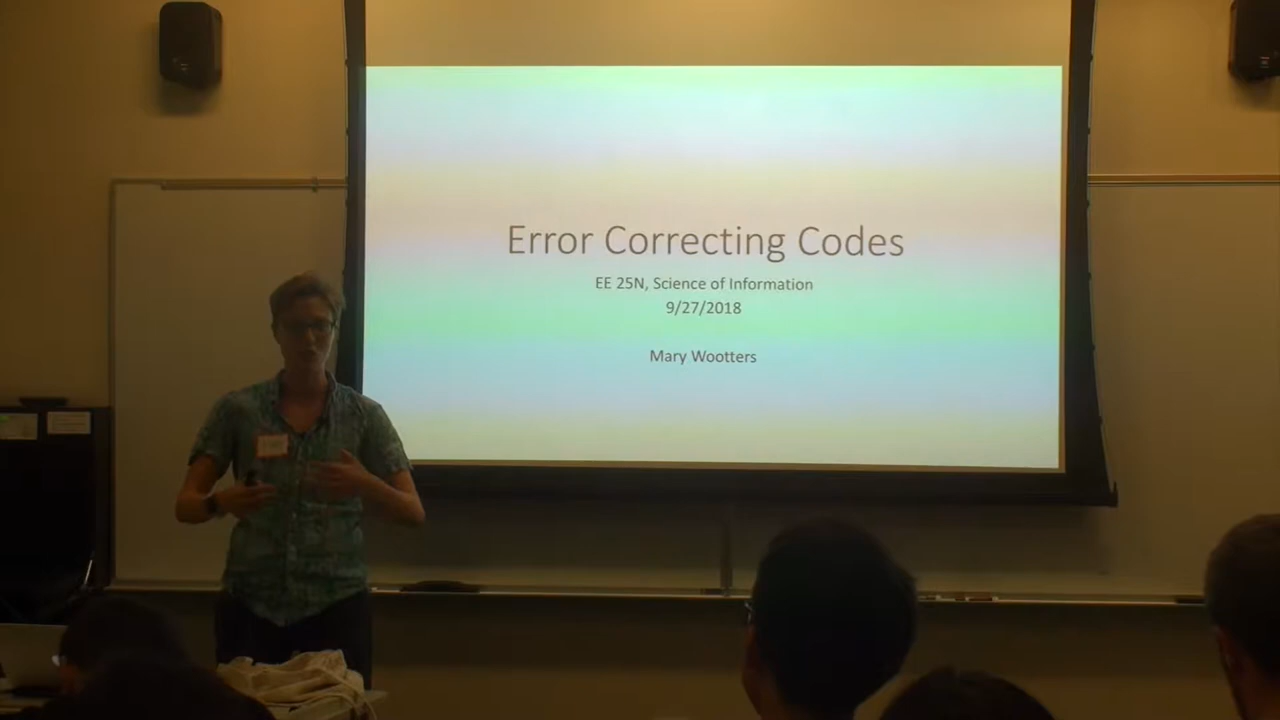 Error Correcting Codes
EE 25N, Science of Information
9/27/2018
Mary Wootters